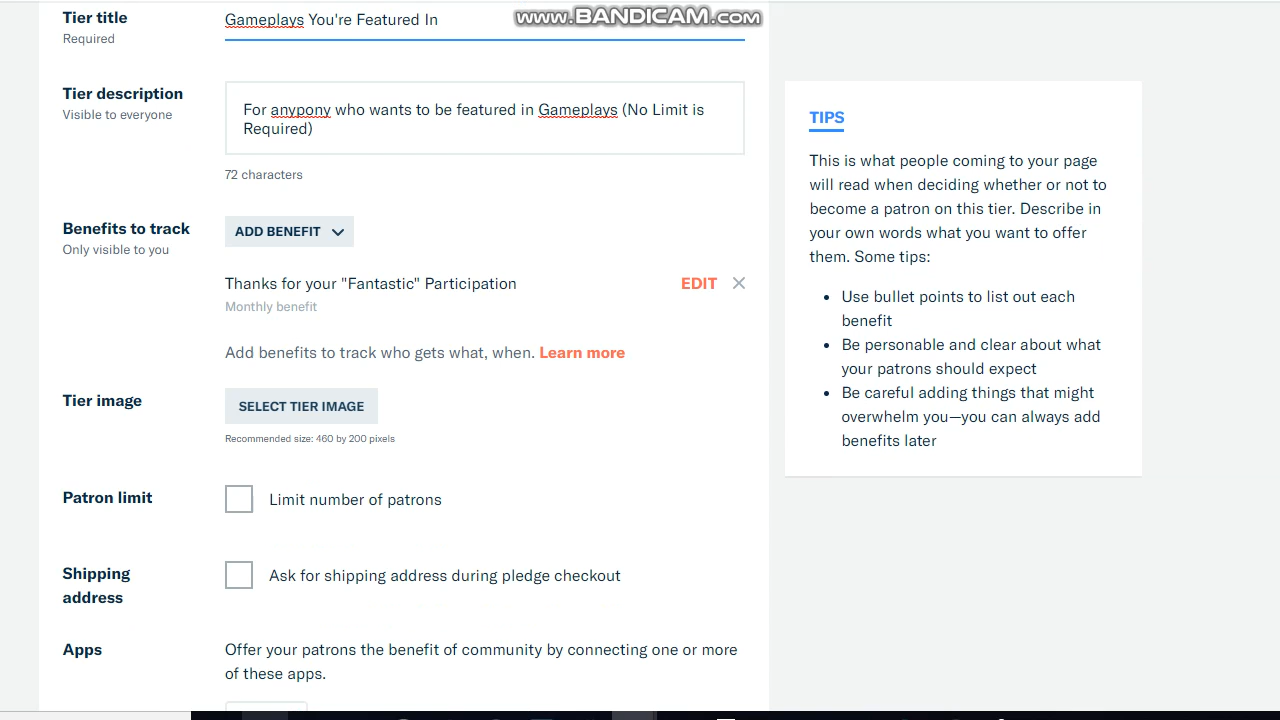 www.BANDICAM.com
Tier title
Required
Gameplays You're Featured In
Tier description
Visible to everyone
For anypony who wants to be featured in Gameplays (No Limit is
Required)
72 characters
Benefits to track
Only visible to you
ADD BENEFIT
Thanks for your "Fantastic" Participation
EDIT
Monthly benefit
Add benefits to track who gets what, when. Learn more
Tier image
SELECT TIER IMAGE
Recommended size: 460 by 200 pixels
Patron limit
Limit number of patrons
Shipping
address
Ask for shipping address during pledge checkout
Apps
Offer your patrons the benefit of community by connecting one or more
of these apps.
TIPS
This is what people coming to your page
will read when deciding whether or not to
become a patron on this tier. Describe in
your own words what you want to offer
them. Some tips:
• Use bullet points to list out each
benefit
• Be personable and clear about what
your patrons should expect
• Be careful adding things that might
overwhelm you—you can always add
benefits later